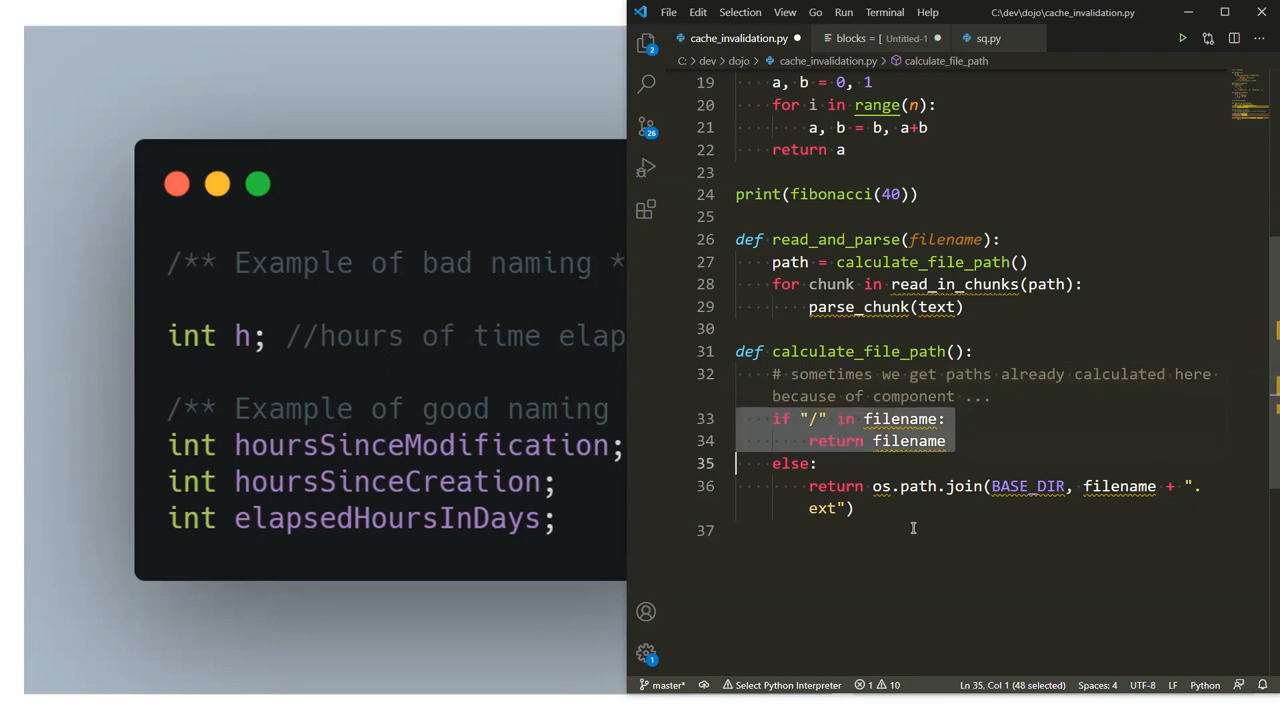 /** Example of bad naming *
int h; //hours of time elap
/** Example of good naming
int hoursSinceModification;
int hoursSinceCreation;
int elapsedHoursInDays;
File Edit Selection View Go Run Terminal Help C:\dev\dojo\cache_invalidation.py
cache_invalidation.py blocks = [ Untitled-1 sq.py
C: > dev > dojo > cache_invalidation.py > calculate_file_path
2
26
1
19 a, b = 0, 1
20 for i in range(n):
21 a, b = b, a+b
22 return a
23
24 print(fibonacci(40))
25
26 def read_and_parse(filename):
27 path = calculate_file_path()
28 for chunk in read_in_chunks(path):
29 parse_chunk(text)
30
31 def calculate_file_path():
32 # sometimes we get paths already calculated here
because of component ...
33 if "/" in filename:
34 return filename
35 else:
36 return os.path.join(BASE_DIR, filename + ".
ext")
37
master* Select Python Interpreter 1 10 Ln 35, Col 1 (48 selected) Spaces: 4 UTF-8 LF Python